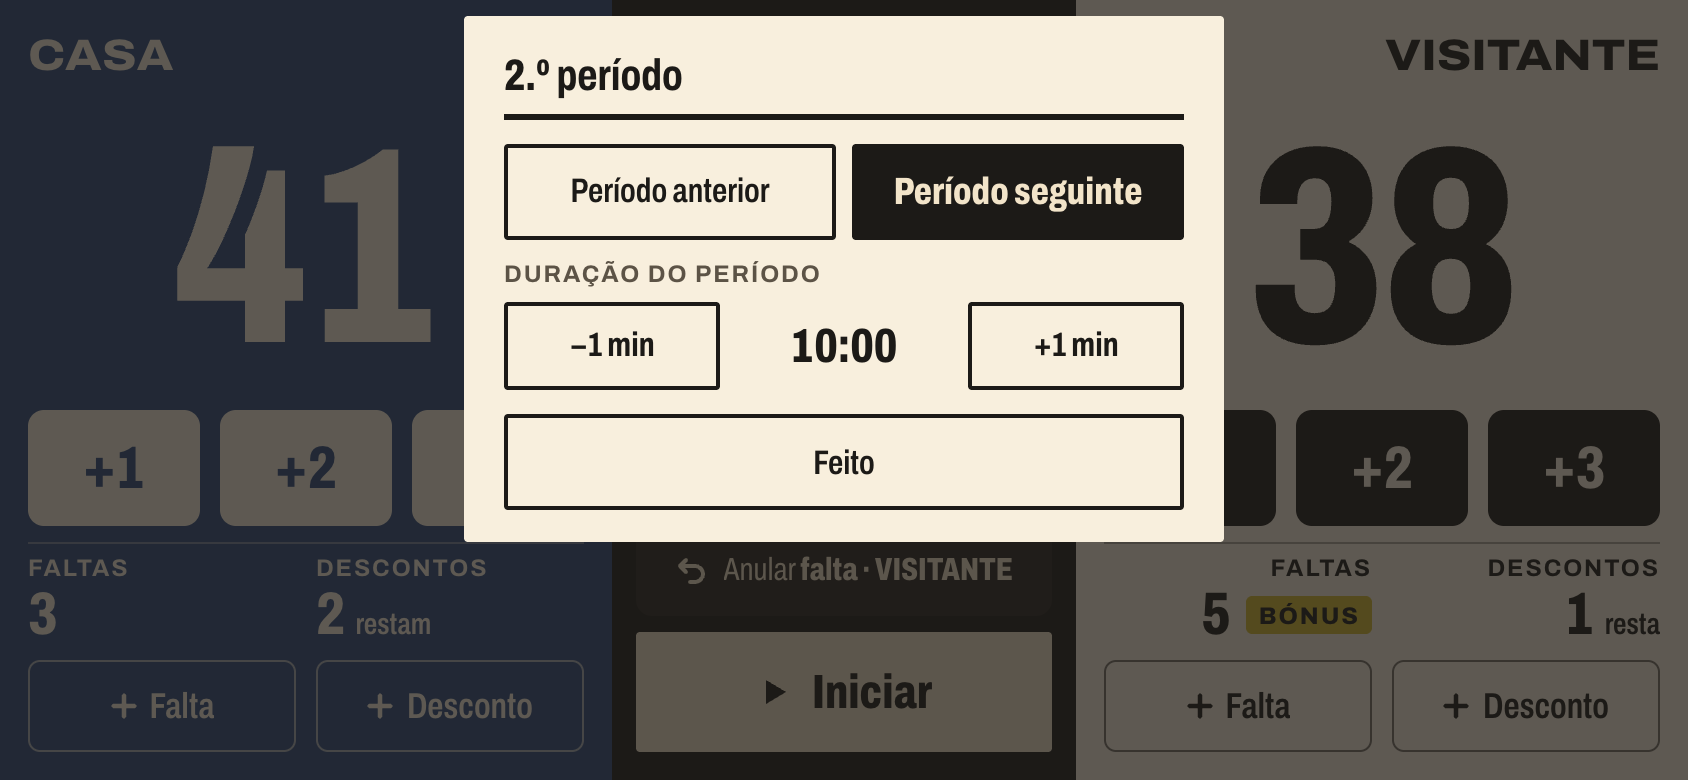 CASA
41
+1
+2
FALTAS
3
DESCONTOS
2 restam
+ Falta
+ Desconto
2.º período
Período anterior
Período seguinte
DURAÇÃO DO PERÍODO
–1 min
10:00
+1 min
Feito
Anular falta · VISITANTE
Iniciar
VISITANTE
38
+2
+3
FALTAS
5 BÓNUS
DESCONTOS
1 resta
+ Falta
+ Desconto